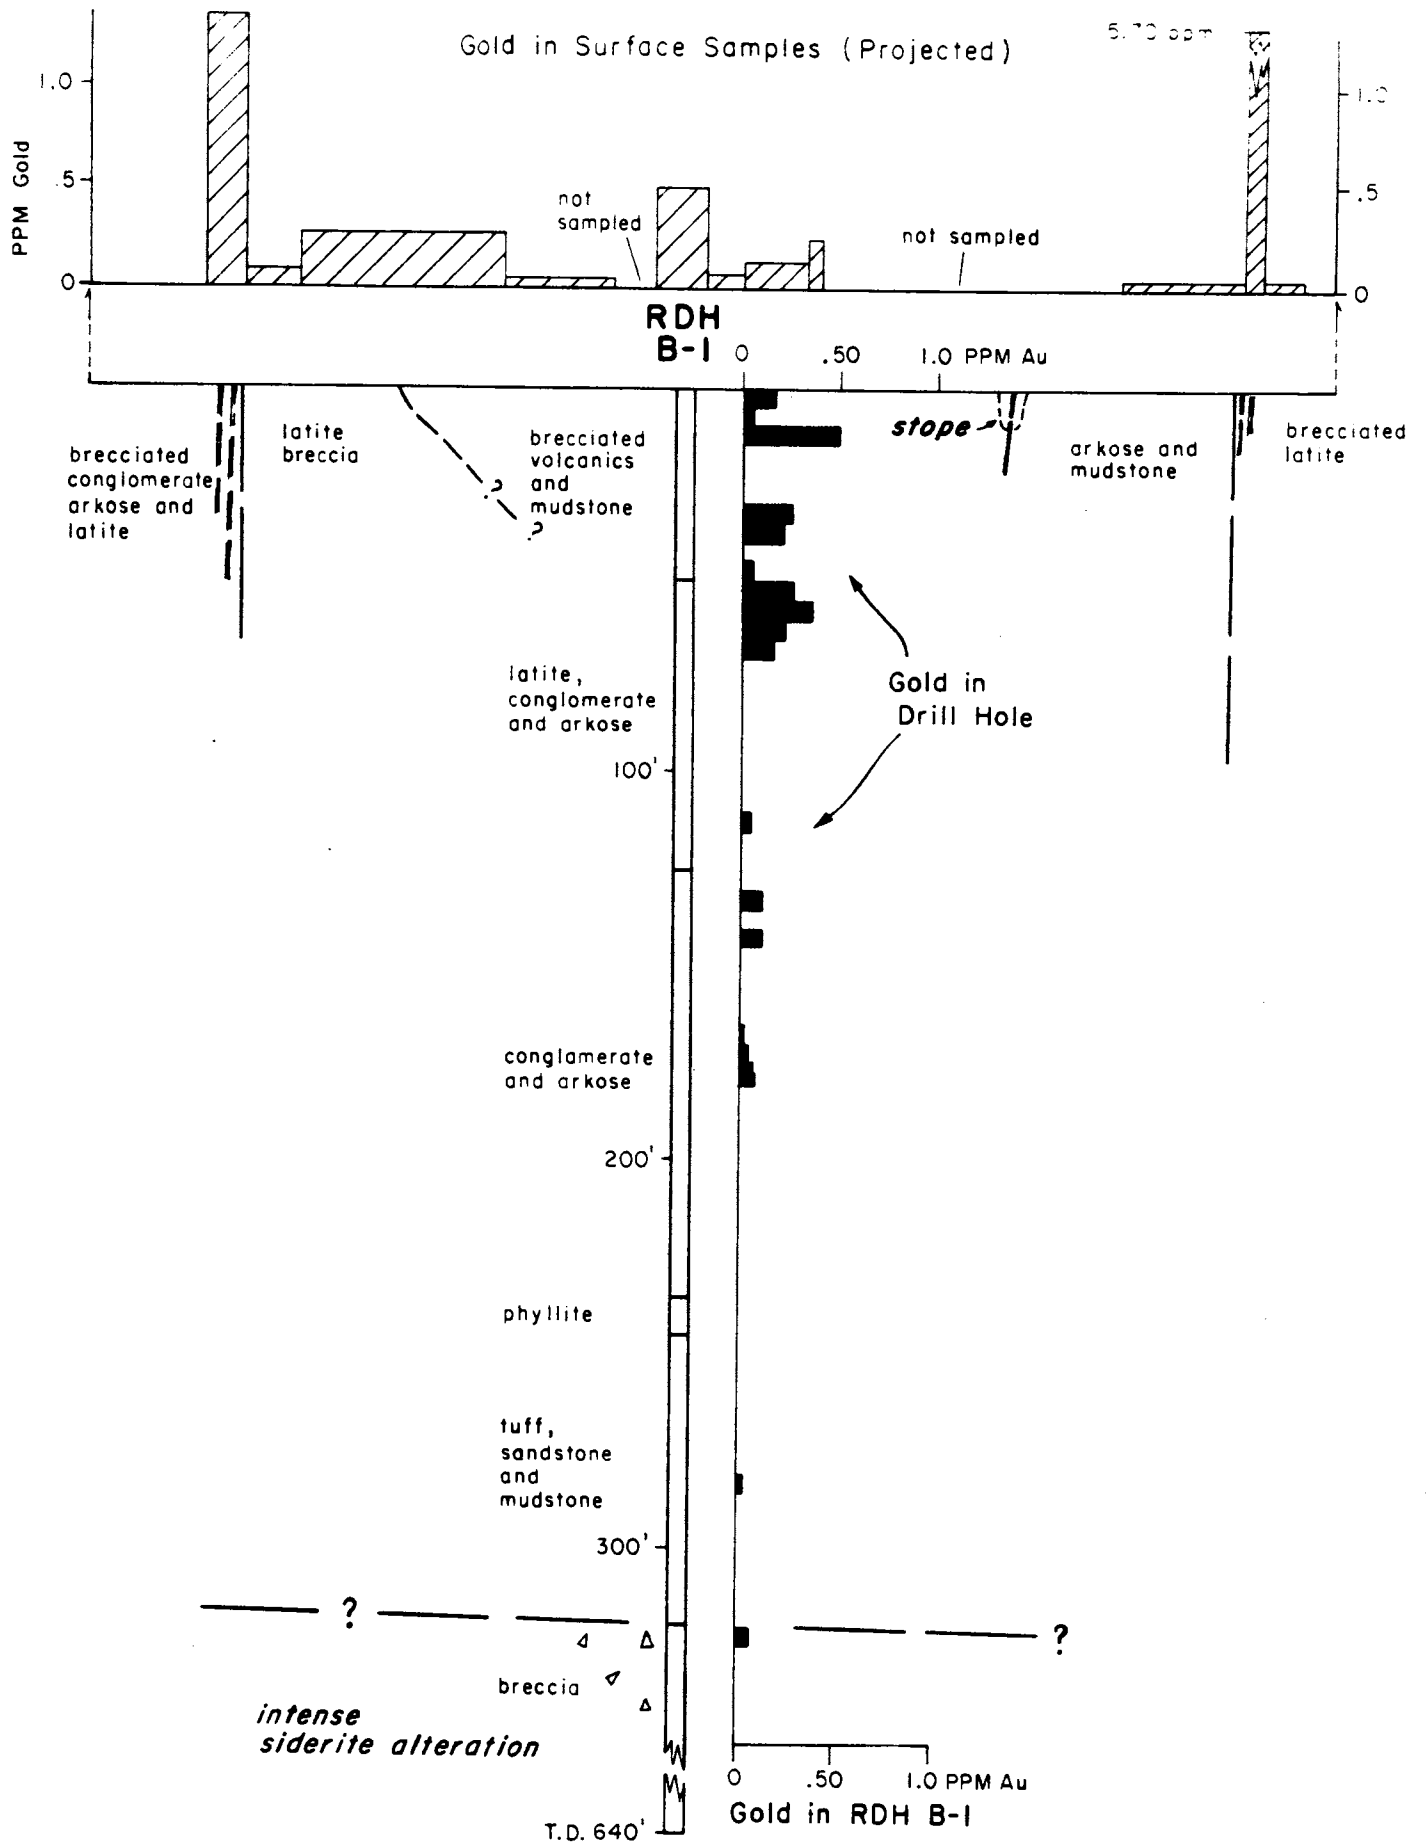 Gold in Surface Samples (Projected)
1.0
.5
0
PPM Gold
not
sampled
not sampled
1.0
.5
0
RDH
B-1
0 .50 1.0 PPM Au
brecciated
conglomerate
arkose and
latite
latite
breccia
?
?
brecciated
volcanics
and
mudstone
stope
arkose and
mudstone
brecciated
latite
latite,
conglomerate
and arkose
Gold in
Drill Hole
100'
conglamerate
and arkose
200'
phyllite
tuff,
sandstone
and
mudstone
300'
?
?
breccia
intense
siderite alteration
0 .50 1.0 PPM Au
Gold in RDH B-1
T.D. 640'